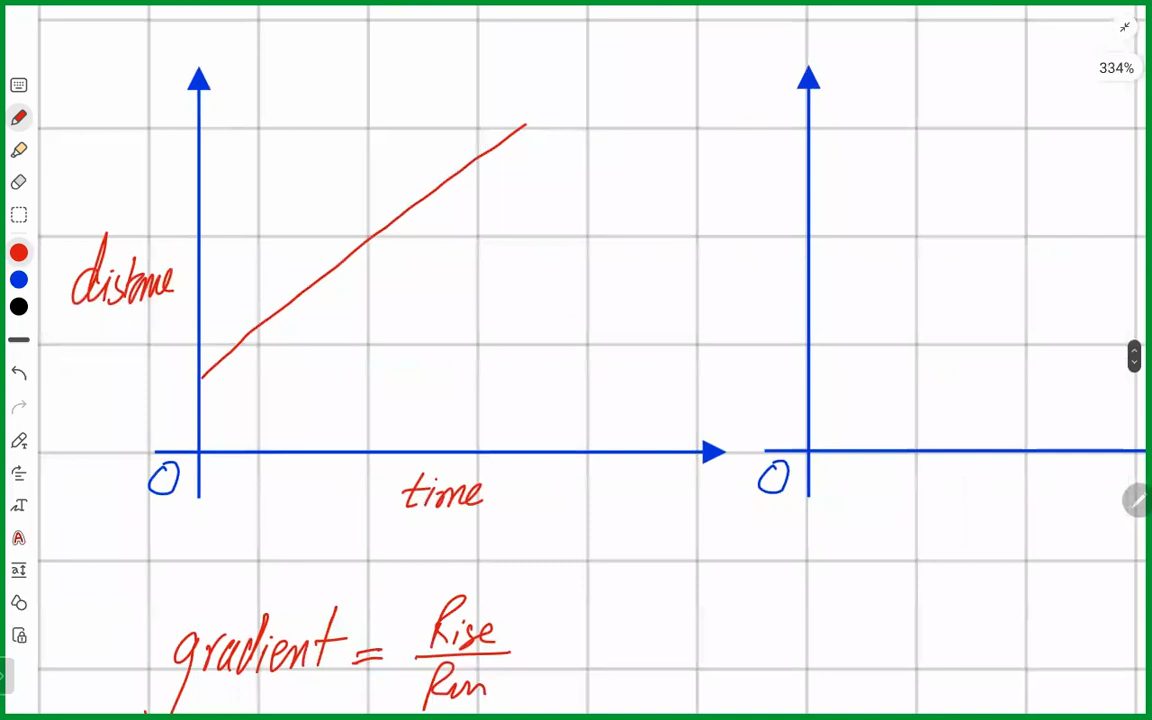 334%
distance
O
O
time
gradient = Rise
Run